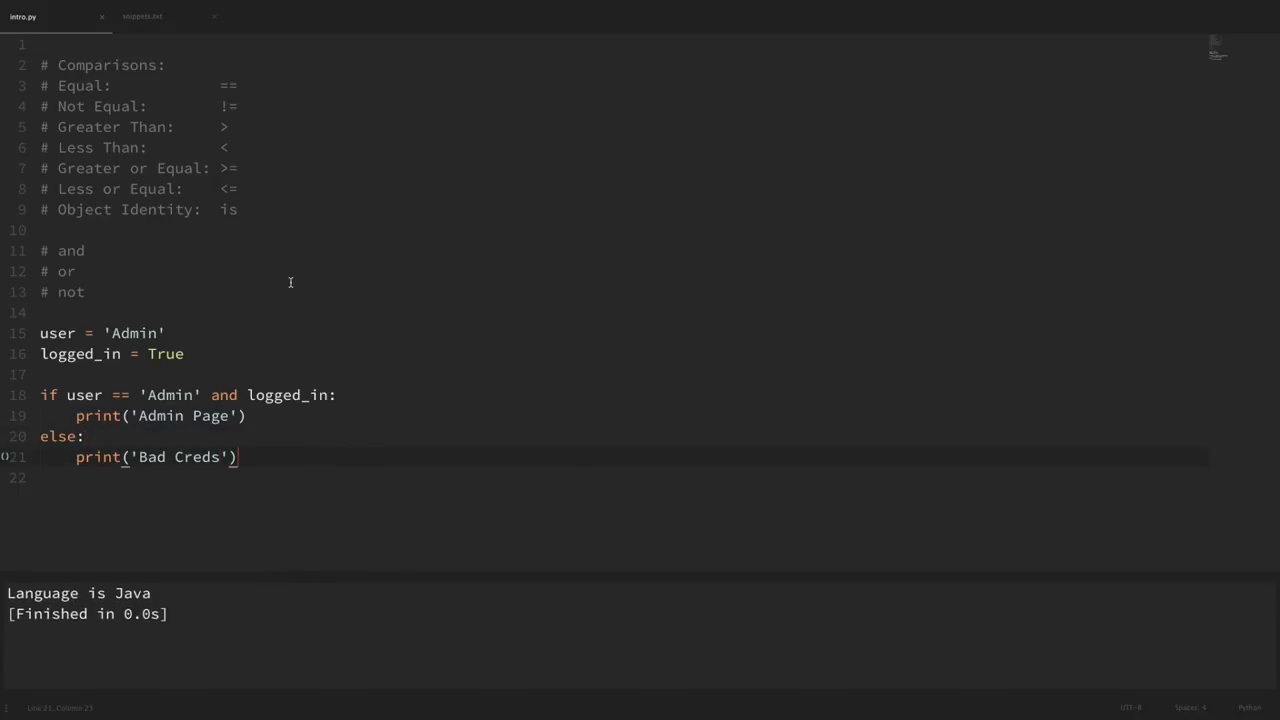 intro.py × snippets.txt ×
1
2 # Comparisons:
3 # Equal: ==
4 # Not Equal: !=
5 # Greater Than: >
6 # Less Than: <
7 # Greater or Equal: >=
8 # Less or Equal: <=
9 # Object Identity: is
10
11 # and
12 # or
13 # not
14
15 user = 'Admin'
16 logged_in = True
17
18 if user == 'Admin' and logged_in:
19     print('Admin Page')
20 else:
21     print('Bad Creds')
22
Language is Java
[Finished in 0.0s]
Line 21, Column 23 UTF-8 Spaces: 4 Python